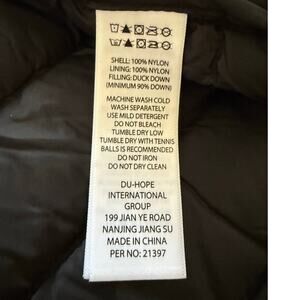 SHELL: 100% NYLON
LINING: 100% NYLON
FILLING: DUCK DOWN
(MINIMUM 90% DOWN)
MACHINE WASH COLD
WASH SEPARATELY
USE MILD DETERGENT
DO NOT BLEACH
TUMBLE DRY LOW
TUMBLE DRY WITH TENNIS
BALLS IS RECOMMENDED
DO NOT IRON
DO NOT DRY CLEAN
DU-HOPE
INTERNATIONAL
GROUP
199 JIAN YE ROAD
NANJING JIANG SU
MADE IN CHINA
PER NO: 21397